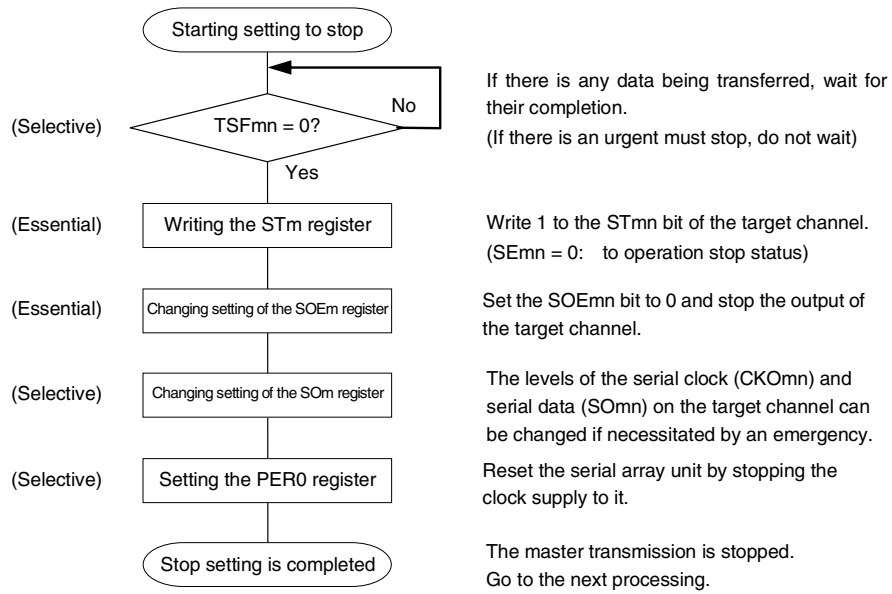 Starting setting to stop
If there is any data being transferred, wait for
their completion.
(If there is an urgent must stop, do not wait)
No
(Selective)
TSFmn = 0?
Yes
(Essential)
Writing the STm register
Write 1 to the STmn bit of the target channel.
(SEmn = 0: to operation stop status)
(Essential)
Changing setting of the SOEm register
Set the SOEmn bit to 0 and stop the output of
the target channel.
(Selective)
Changing setting of the SOm register
The levels of the serial clock (CKOmn) and
serial data (SOmn) on the target channel can
be changed if necessitated by an emergency.
(Selective)
Setting the PER0 register
Reset the serial array unit by stopping the
clock supply to it.
Stop setting is completed
The master transmission is stopped.
Go to the next processing.